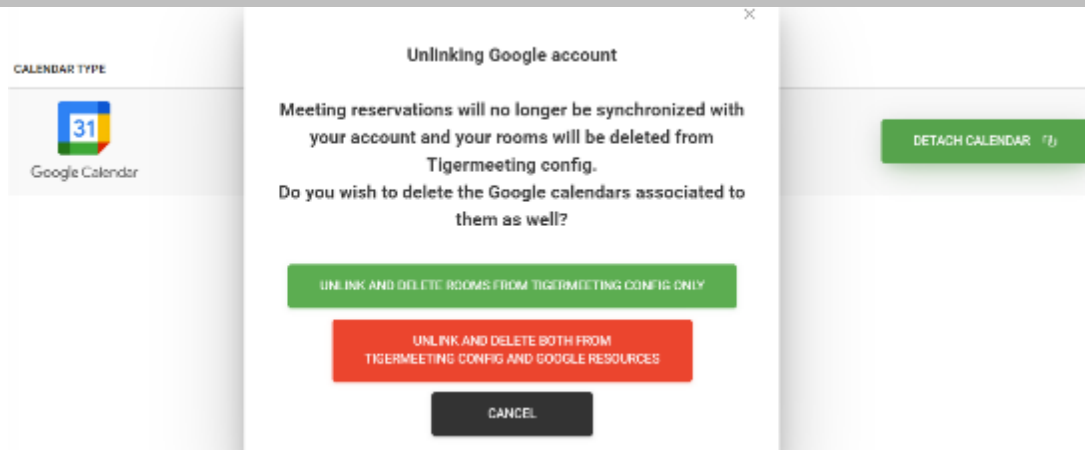 ×
Unlinking Google account
CALENDAR TYPE
Meeting reservations will no longer be synchronized with
your account and your rooms will be deleted from
Tigermeeting config.
Do you wish to delete the Google calendars associated to
them as well?
31
Google Calendar
DETACH CALENDAR
UNLINK AND DELETE ROOMS FROM TIGERMEETING CONFIG ONLY
UNLINK AND DELETE BOTH FROM
TIGERMEETING CONFIG AND GOOGLE RESOURCES
CANCEL